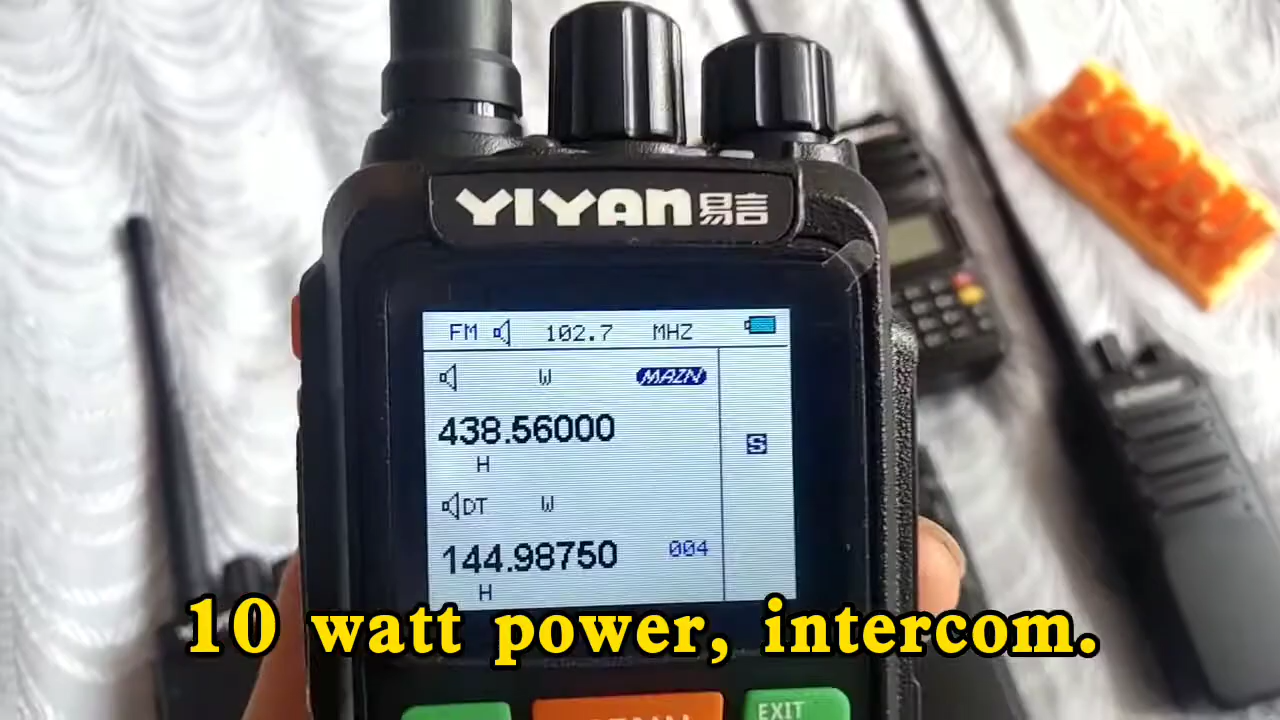 YIYAN易言
FM 102.7 MHZ
W MAIN
438.56000
H
S
DT W
144.98750 004
H
10 watt power, intercom.
EXIT